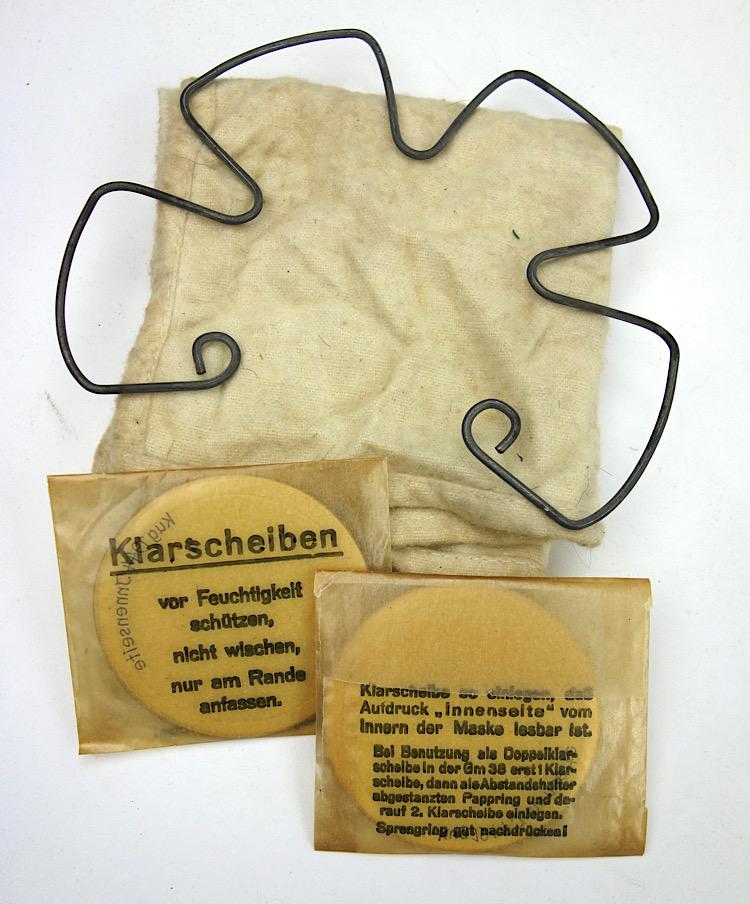 Klarscheiben
vor Feuchtigkeit
schützen,
nicht wischen,
nur am Rande
anfassen.
Innenseite
Klarscheibe so einlegen, daß
Aufdruck „Innenseite“ vom
Innern der Maske lesbar ist.
Bei Benutzung als Doppelklar-
scheibe in der Gm 38 erst 1 Klar-
scheibe, dann als Abstandshalter
abgestanzten Pappring und da-
rauf 2. Klarscheibe einlegen.
Sprengring gut nachdrücken!